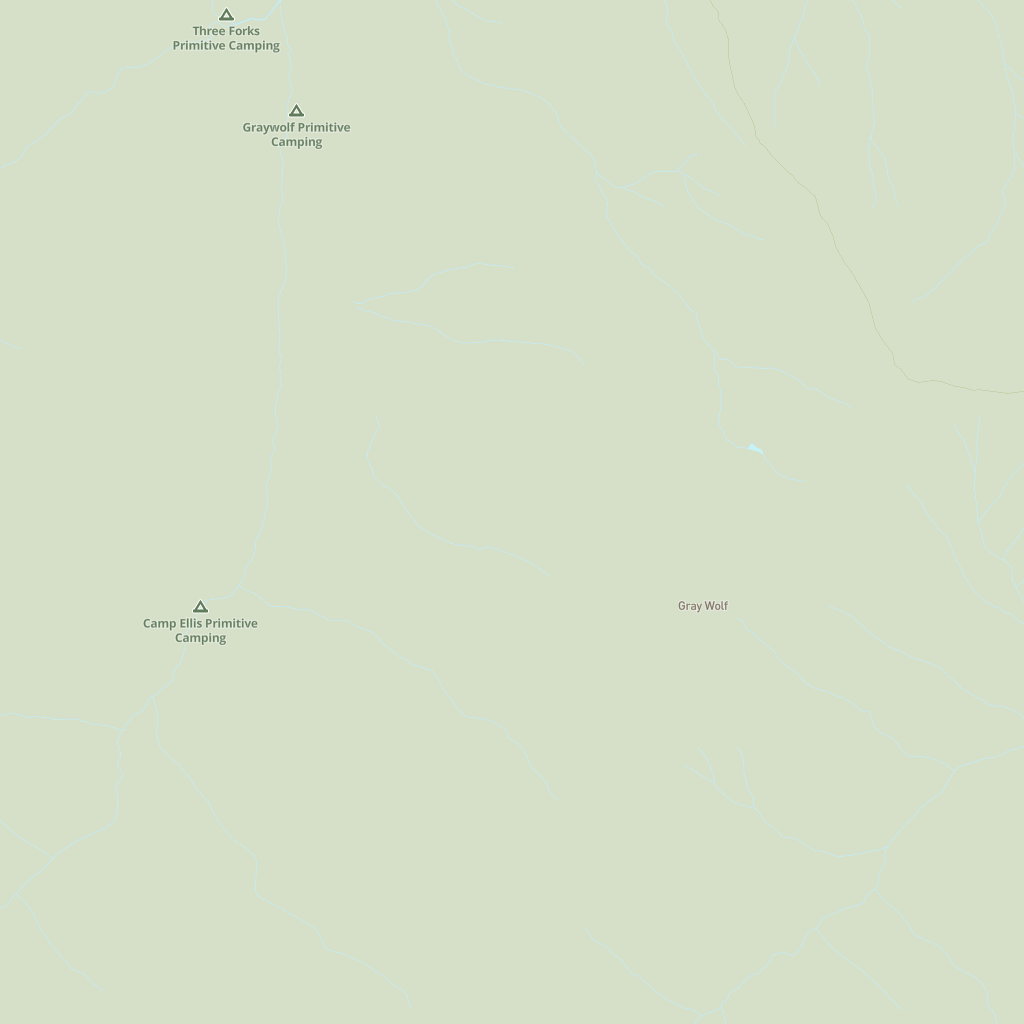 Three Forks
Primitive Camping
Graywolf Primitive
Camping
Gray Wolf
Camp Ellis Primitive
Camping